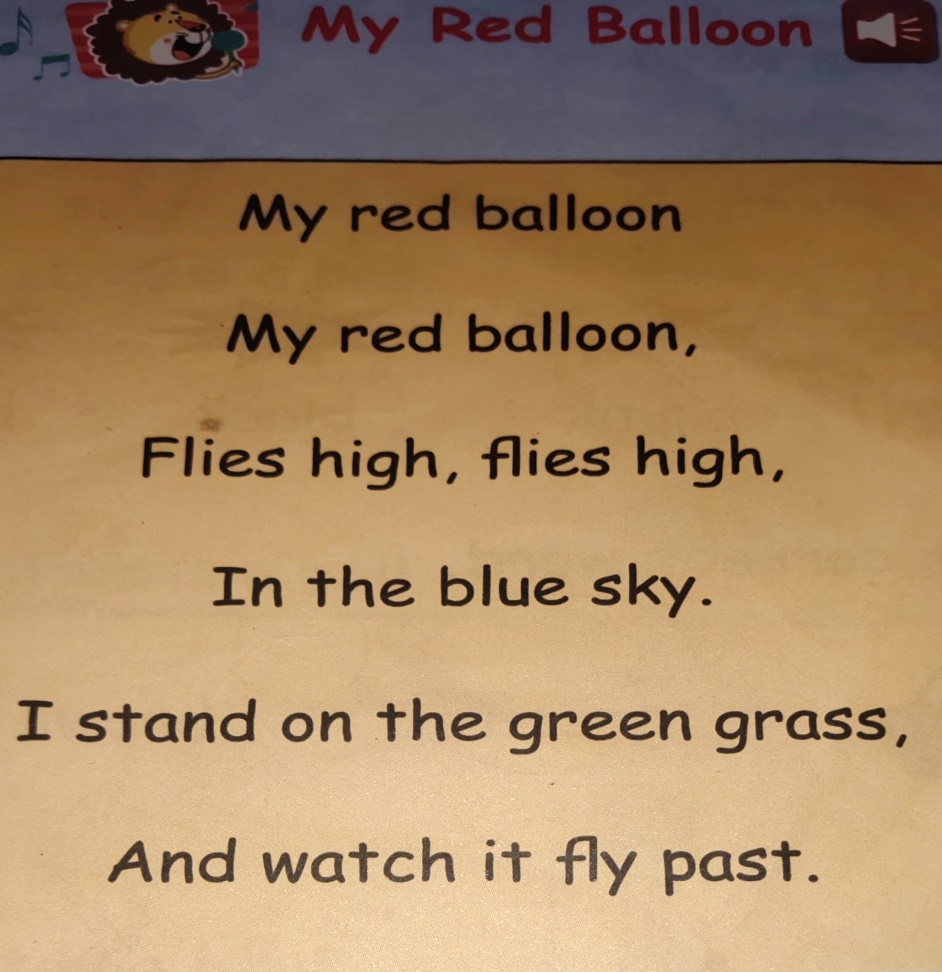 My Red Balloon
My red balloon
My red balloon,
Flies high, flies high,
In the blue sky.
I stand on the green grass,
And watch it fly past.